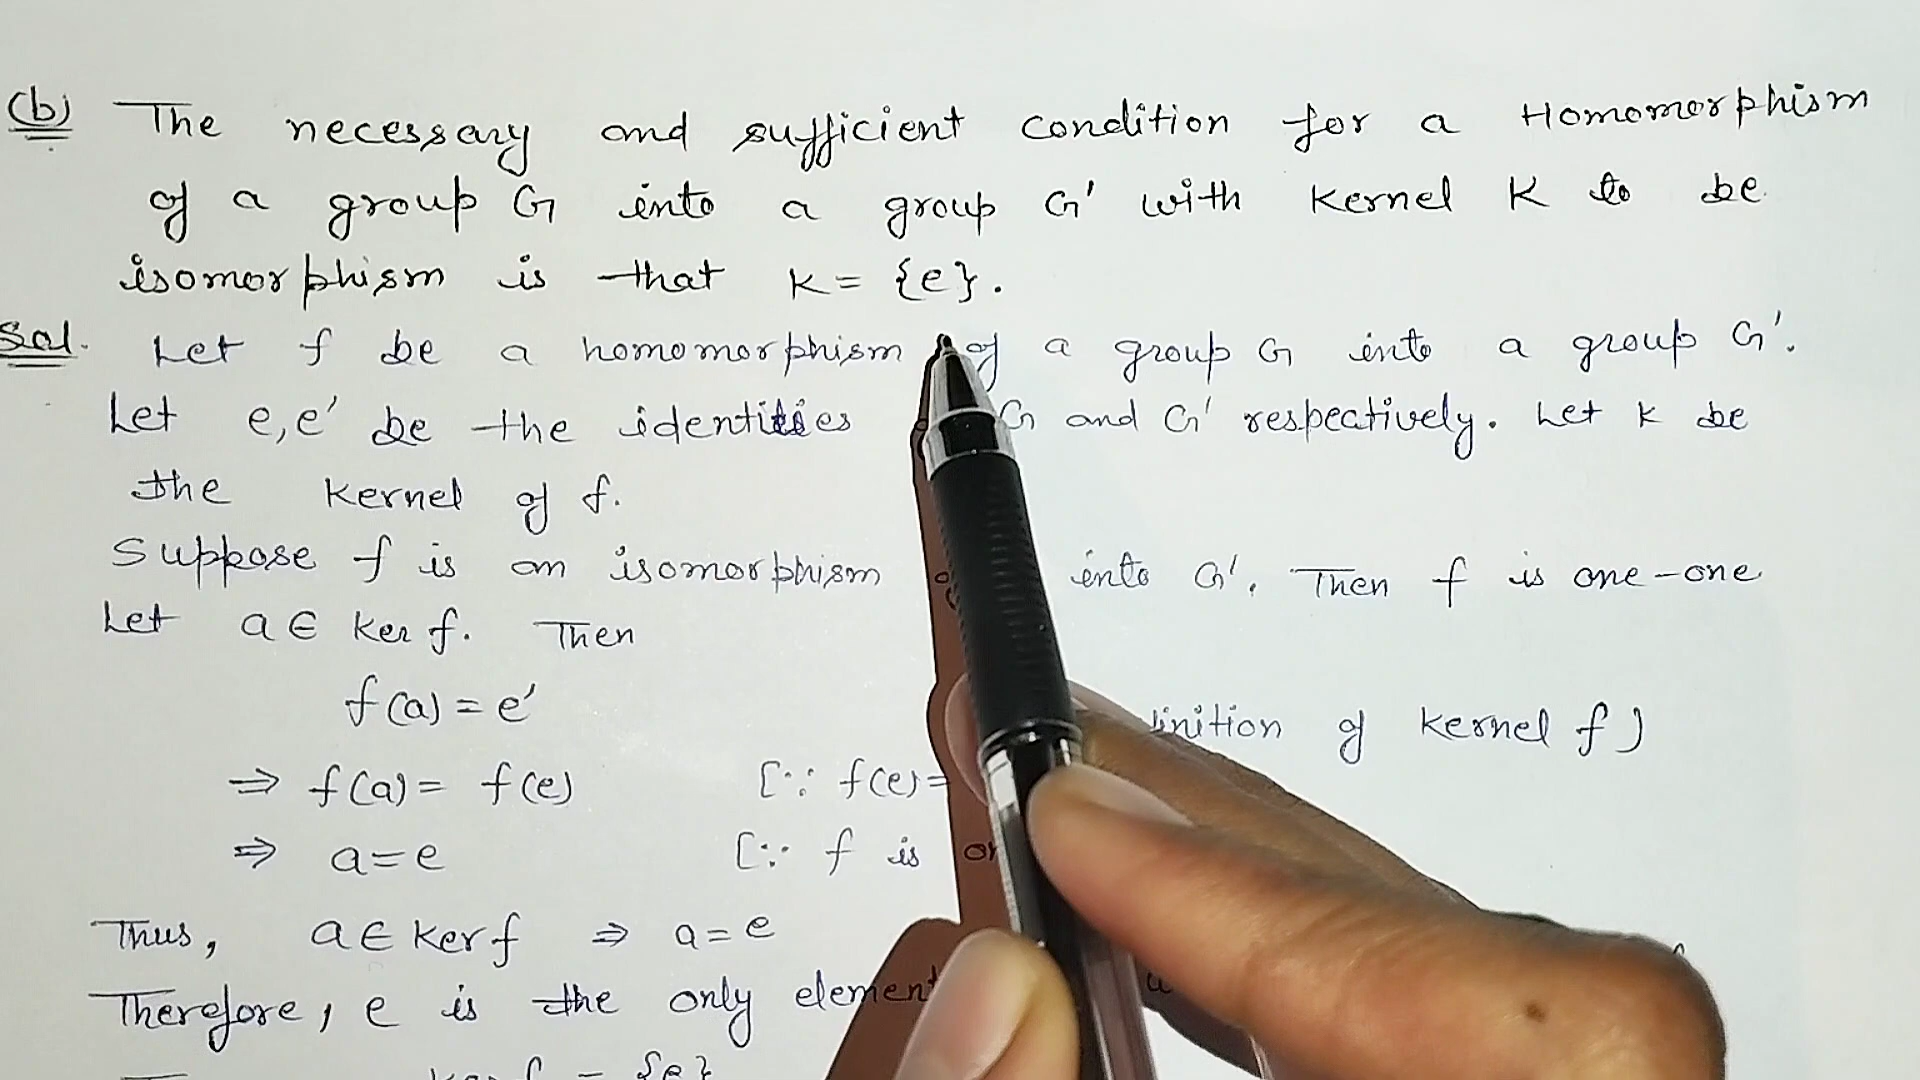 (b) The necessary and sufficient condition for a Homomorphism
of a group G into a group G' with kernel K to be
isomorphism is that K = {e}.
Sol. Let f be a homomorphism of a group G into a group G'.
Let e, e' be the identities G and G' respectively. Let K be
the kernel of f.
Suppose f is an isomorphism into G'. Then f is one-one
Let a ∈ Ker f. Then
f(a) = e' inition of kernel f)
⇒ f(a) = f(e) [∵ f(e) =
⇒ a = e [∵ f is
Thus, a ∈ Ker f ⇒ a = e
Therefore, e is the only element
ker f = {e}